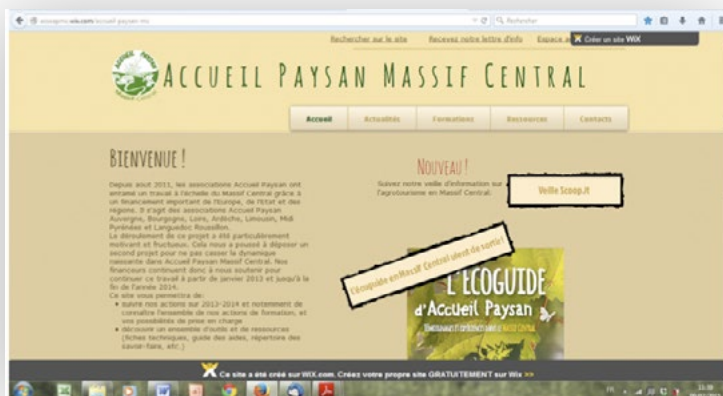 Rechercher sur le site Recevez notre lettre d'info Espace
Créer un site WiX
ACCUEIL PAYSAN MASSIF CENTRAL
Accueil Actualités Formations Ressources Contacts
BIENVENUE !
Depuis aout 2011, les associations Accueil Paysan ont
entamé un travail à l'échelle du Massif Central grâce à
un financement important de l'Europe, de l'Etat et des
régions. Il s'agit des associations Accueil Paysan
Auvergne, Bourgogne, Loire, Ardèche, Limousin, Midi
Pyrénées et Languedoc Roussillon.
Le déroulement de ce projet a été particulièrement
motivant et fructueux. Cela nous a poussé à déposer un
second projet pour ne pas casser la dynamique
naissante dans Accueil Paysan Massif Central. Nos
financeurs continuent donc à nous soutenir pour
continuer ce travail à partir de janvier 2013 et jusqu'à la
fin de l'année 2014.
Ce site vous permettra de:
suivre nos actions sur 2013-2014 et notemment de
connaître l'ensemble de nos actions de formation, et
vos possibilités de prise en charge
découvrir un ensemble d'outils et de ressources
(fiches techniques, guide des aides, répertoire des
savoir-faire, etc.)
NOUVEAU !
Suivez notre veille d'information sur
l'agrotourisme en Massif Central:
Veille Scoop.it
L'écoguide en Massif Central vient de sortir!
L'ÉCOGUIDE
d'Accueil Paysan
Ce site a été créé sur WIX.com. Créez votre propre site GRATUITEMENT sur Wix >>
FR